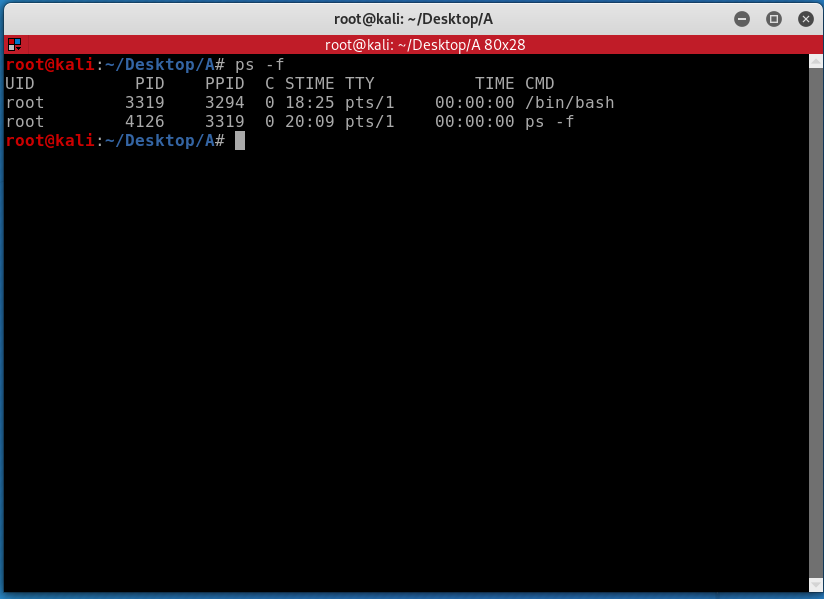 root@kali: ~/Desktop/A
root@kali: ~/Desktop/A 80x28
root@kali:~/Desktop/A# ps -f
UID          PID    PPID  C STIME TTY          TIME CMD
root        3319    3294  0 18:25 pts/1    00:00:00 /bin/bash
root        4126    3319  0 20:09 pts/1    00:00:00 ps -f
root@kali:~/Desktop/A#